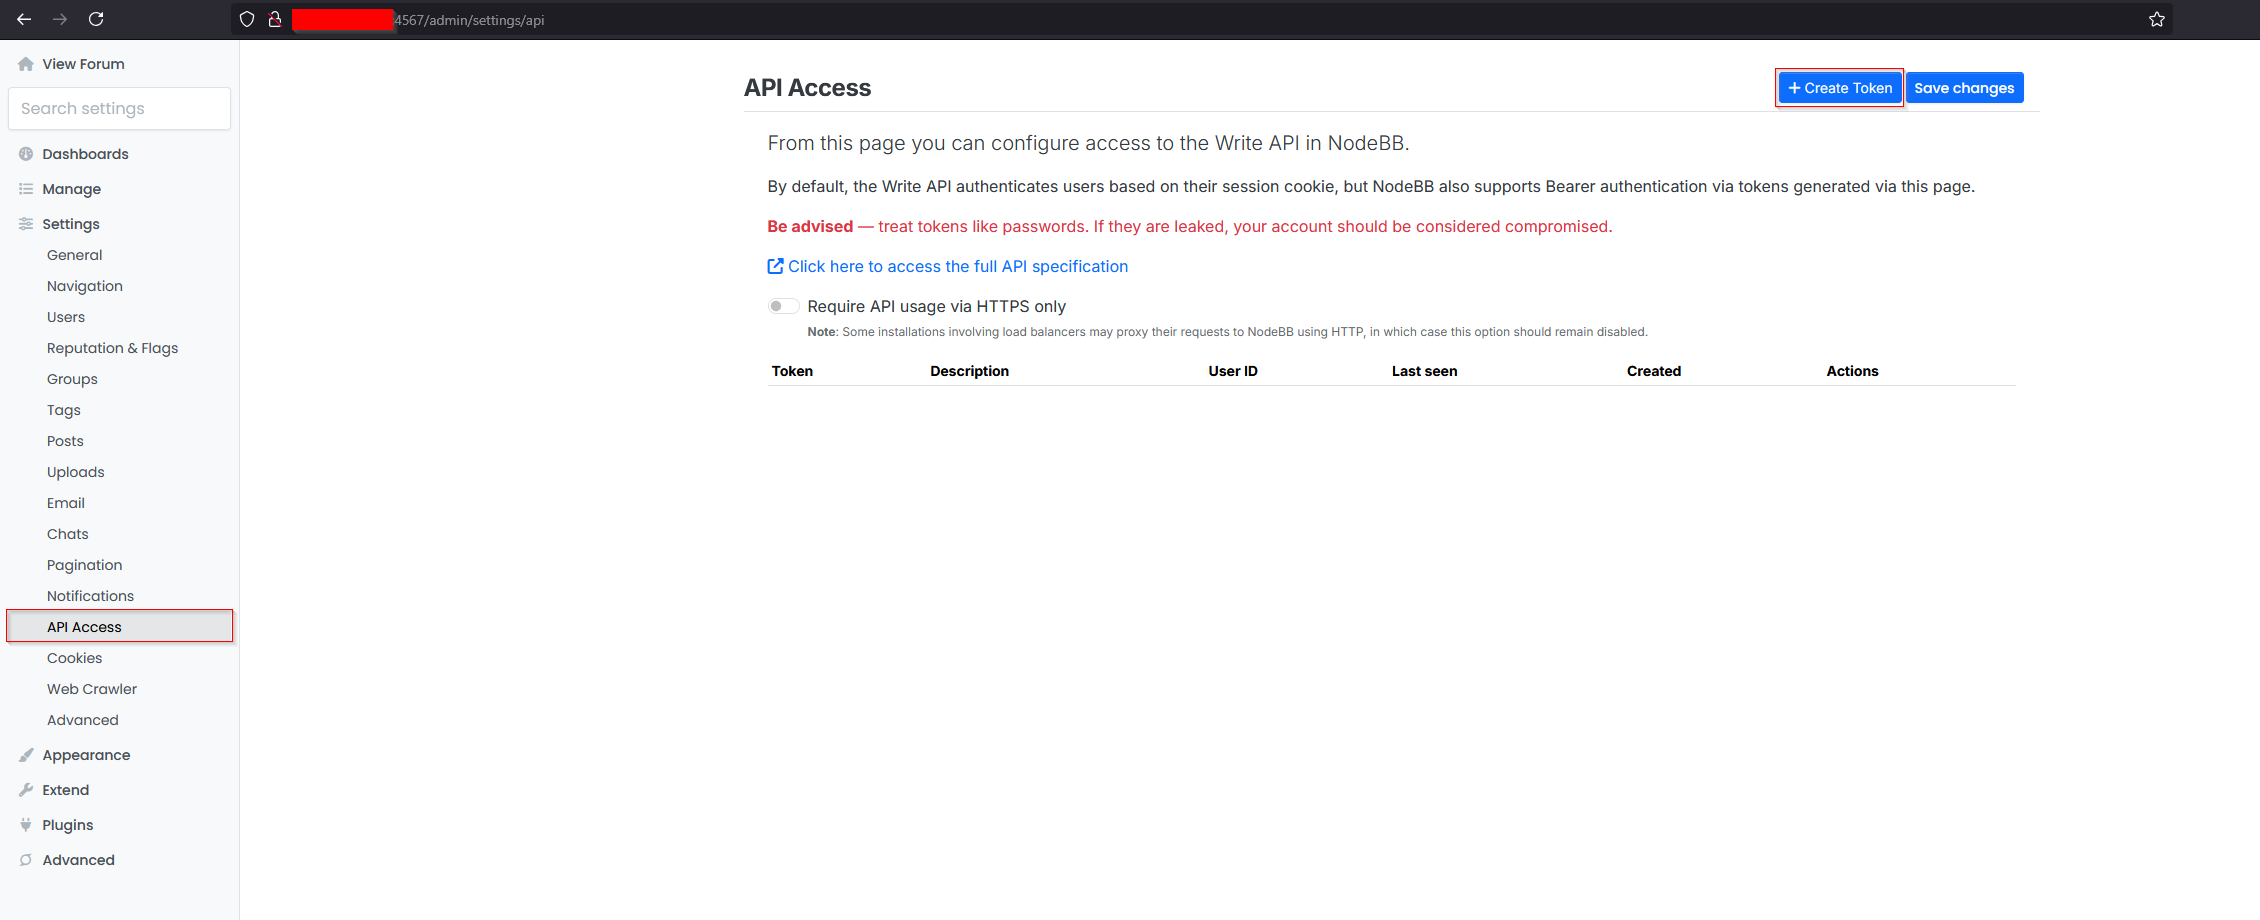 4567/admin/settings/api
View Forum
Search settings
Dashboards
Manage
Settings
General
Navigation
Users
Reputation & Flags
Groups
Tags
Posts
Uploads
Email
Chats
Pagination
Notifications
API Access
Cookies
Web Crawler
Advanced
Appearance
Extend
Plugins
Advanced
API Access
+ Create Token
Save changes
From this page you can configure access to the Write API in NodeBB.
By default, the Write API authenticates users based on their session cookie, but NodeBB also supports Bearer authentication via tokens generated via this page.
Be advised — treat tokens like passwords. If they are leaked, your account should be considered compromised.
Click here to access the full API specification
Require API usage via HTTPS only
Note: Some installations involving load balancers may proxy their requests to NodeBB using HTTP, in which case this option should remain disabled.
Token Description User ID Last seen Created Actions